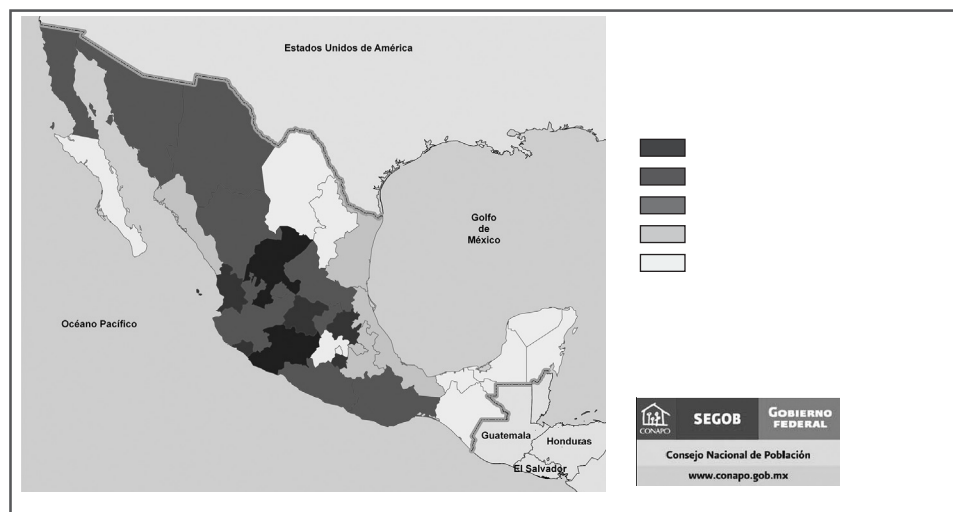 Estados Unidos de América
Golfo
de
México
Océano Pacífico
Guatemala
Honduras
El Salvador
CONAPO
SEGOB
GOBIERNO
FEDERAL
Consejo Nacional de Población
www.conapo.gob.mx